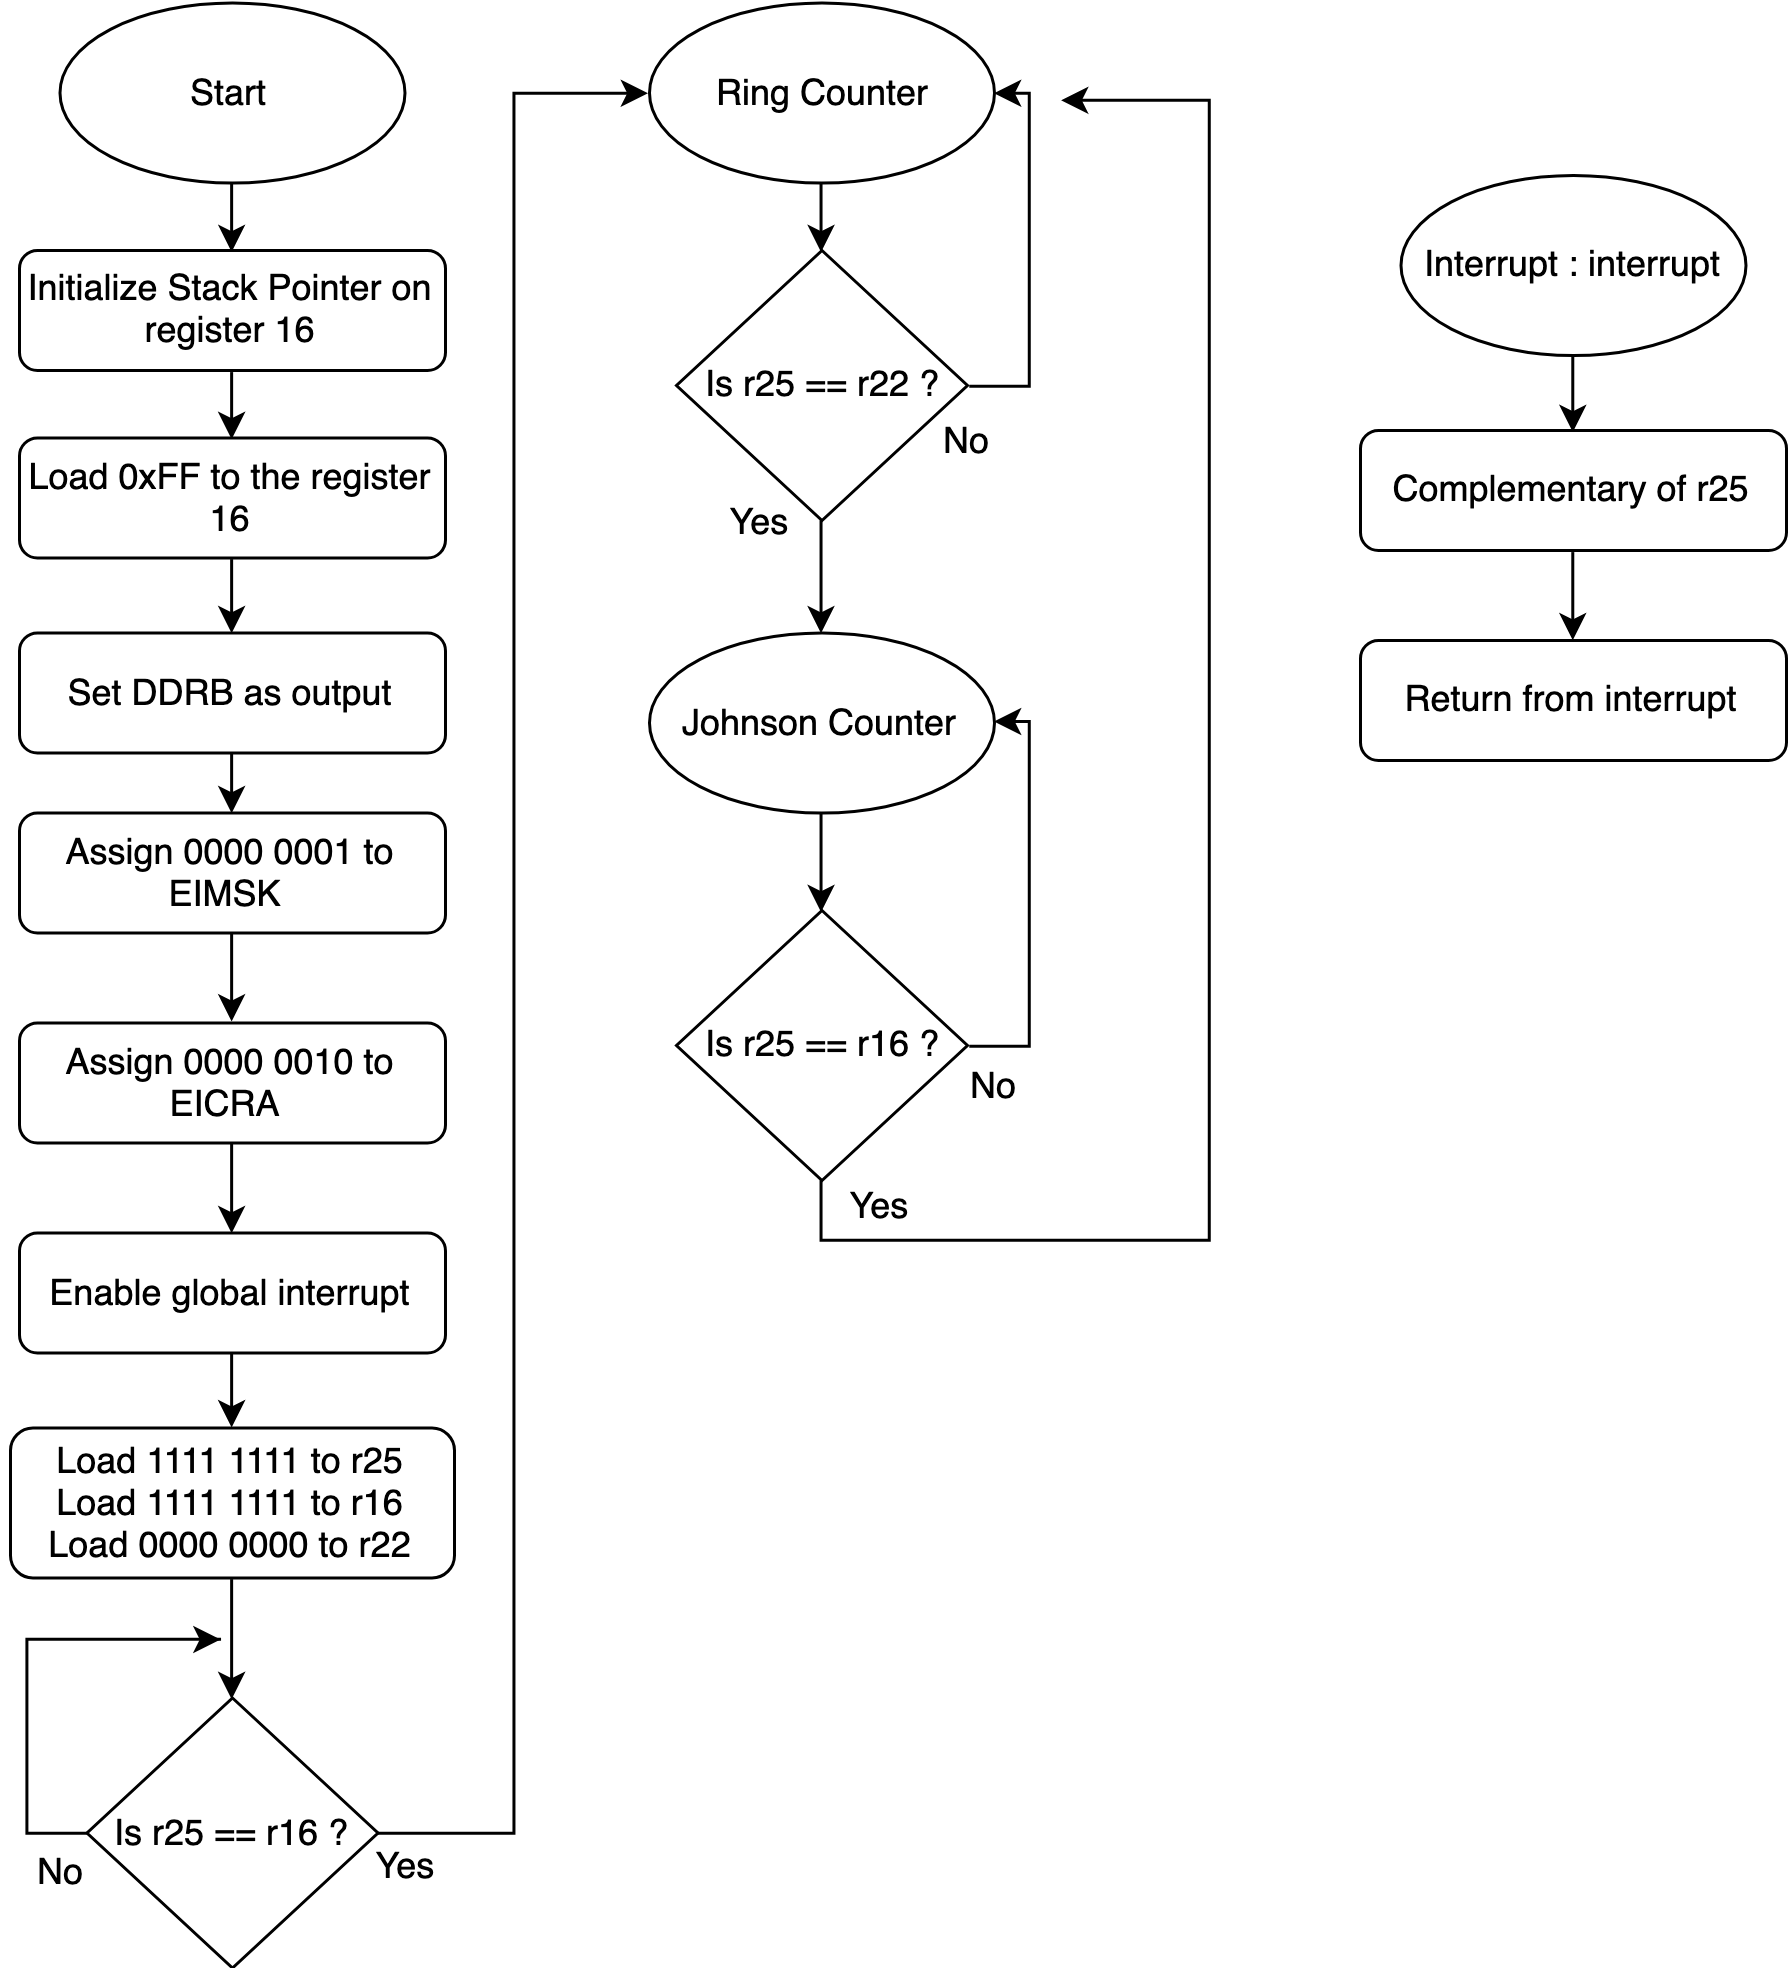 Start
Initialize Stack Pointer on
register 16
Load 0xFF to the register
16
Set DDRB as output
Assign 0000 0001 to
EIMSK
Assign 0000 0010 to
EICRA
Enable global interrupt
Load 1111 1111 to r25
Load 1111 1111 to r16
Load 0000 0000 to r22
Is r25 == r16 ?
No
Yes
Ring Counter
Is r25 == r22 ?
No
Yes
Johnson Counter
Is r25 == r16 ?
No
Yes
Interrupt : interrupt
Complementary of r25
Return from interrupt